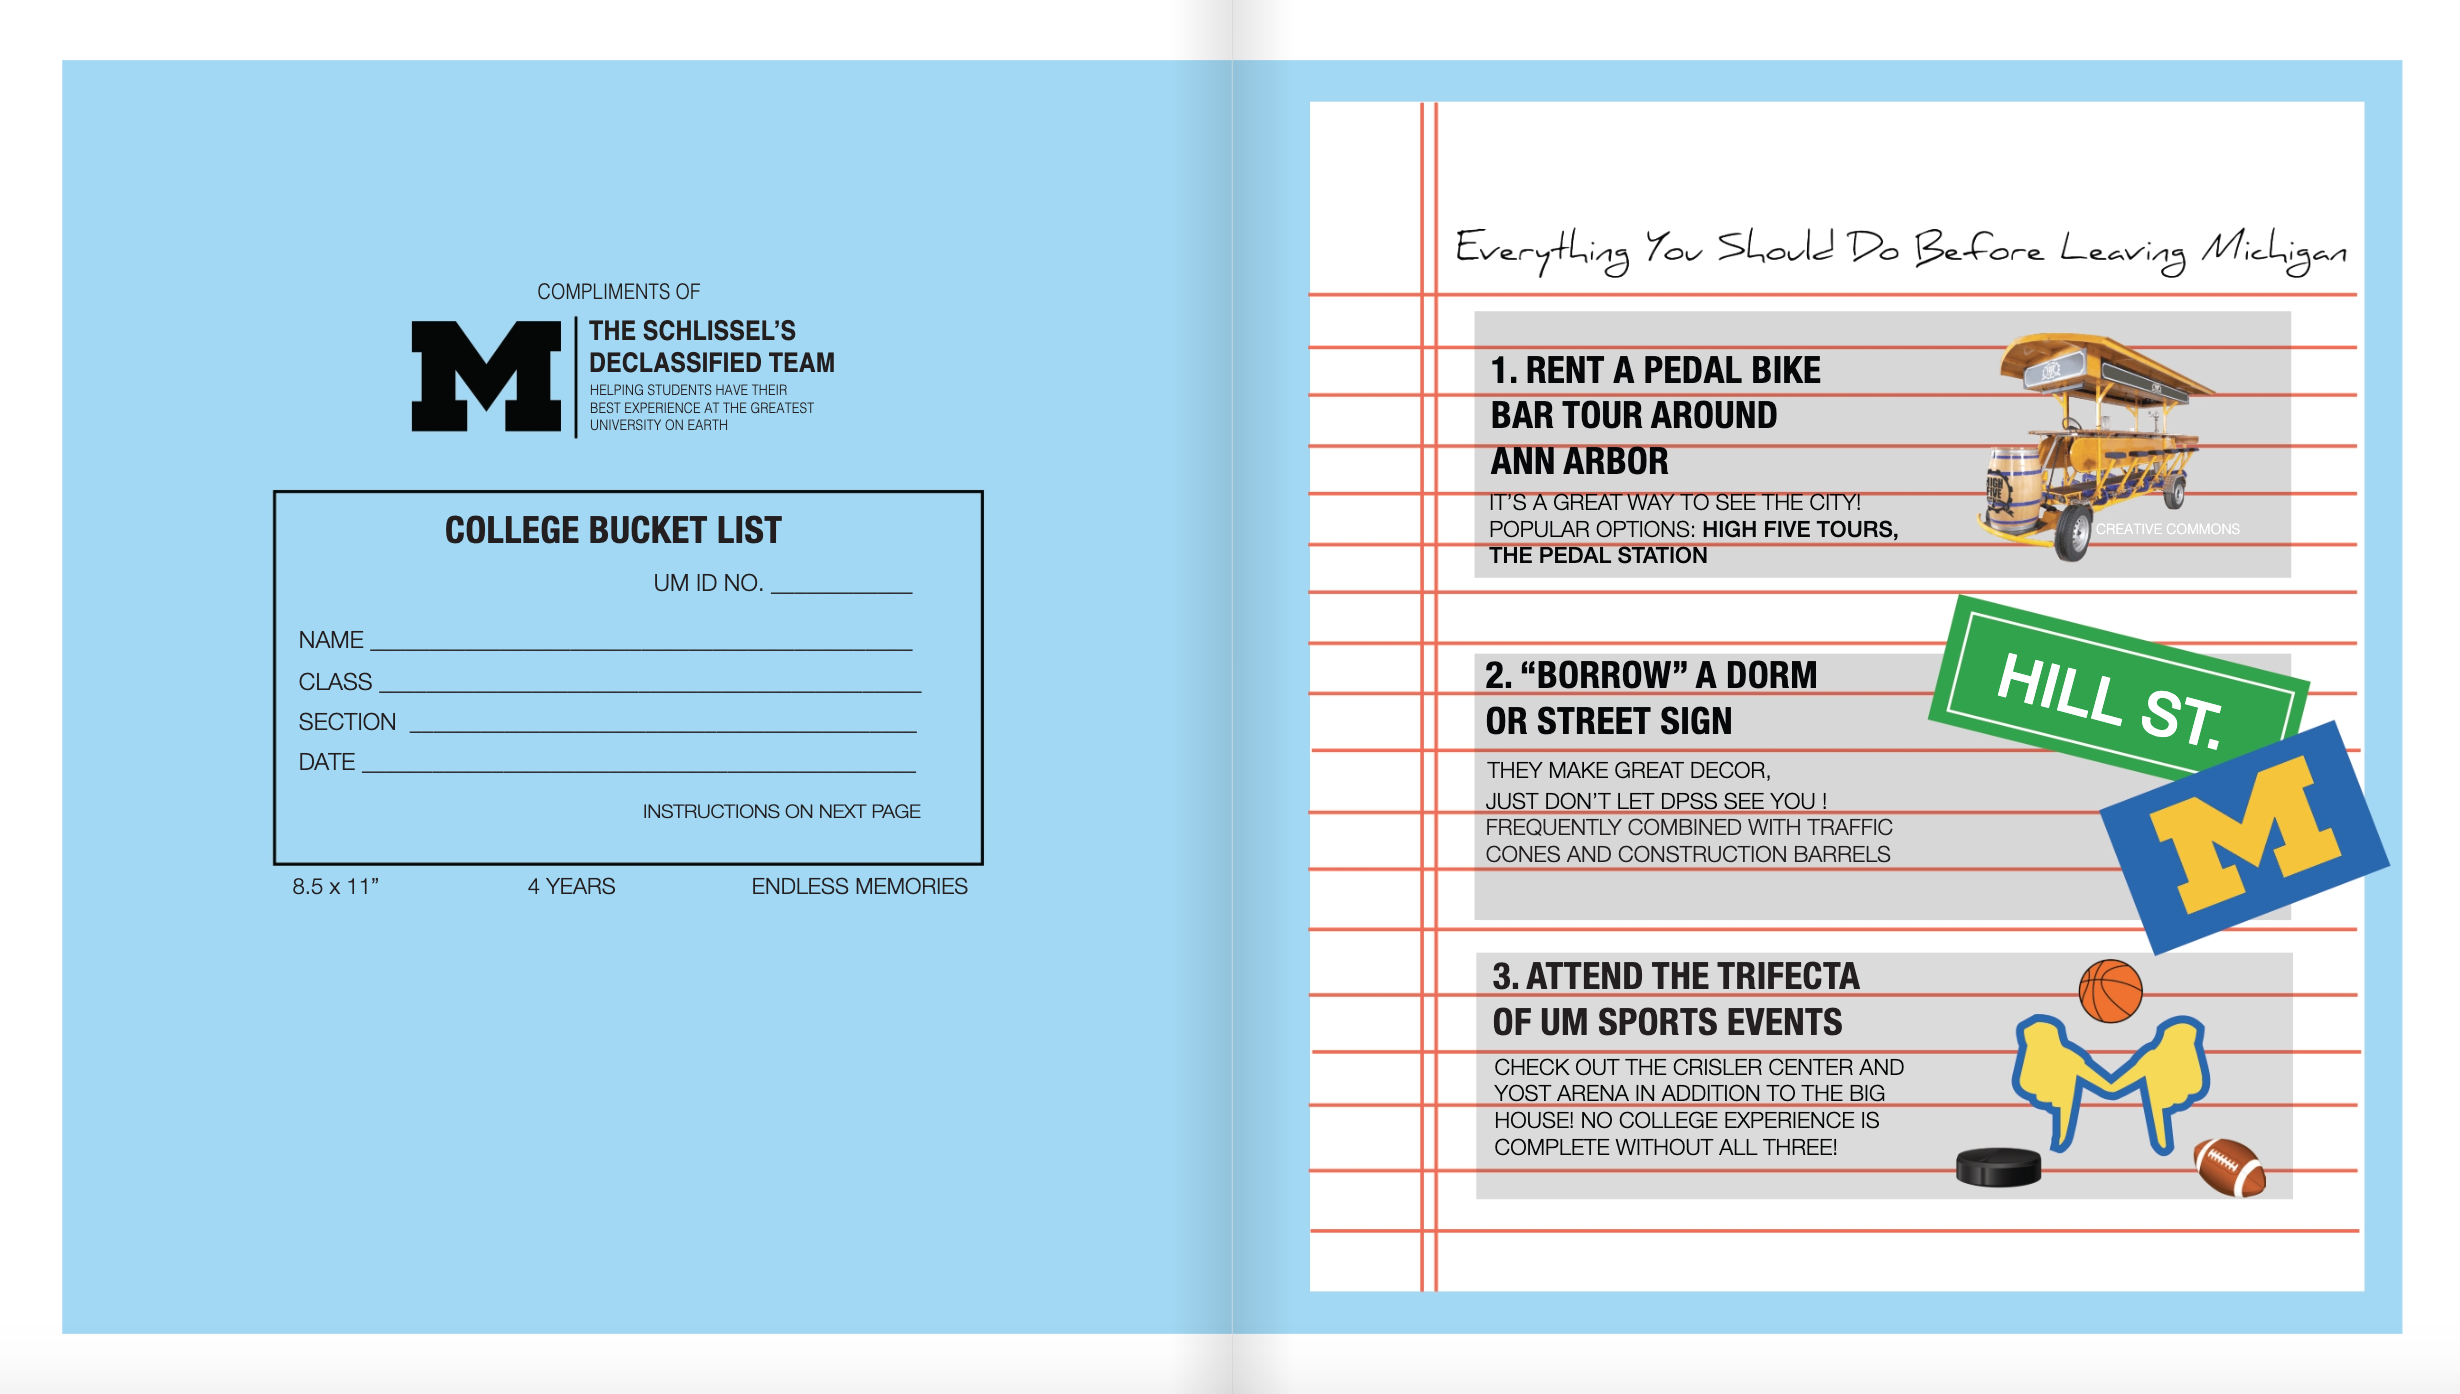 COMPLIMENTS OF
M
THE SCHLISSEL'S
DECLASSIFIED TEAM
HELPING STUDENTS HAVE THEIR
BEST EXPERIENCE AT THE GREATEST
UNIVERSITY ON EARTH
COLLEGE BUCKET LIST
UM ID NO. ___________
NAME ___________
CLASS ___________
SECTION ___________
DATE ___________
INSTRUCTIONS ON NEXT PAGE
8.5 x 11” 4 YEARS ENDLESS MEMORIES
Everything You Should Do Before Leaving Michigan
1. RENT A PEDAL BIKE
BAR TOUR AROUND
ANN ARBOR
IT’S A GREAT WAY TO SEE THE CITY!
POPULAR OPTIONS: HIGH FIVE TOURS,
THE PEDAL STATION
HIGH
FIVE
CREATIVE COMMONS
2. “BORROW” A DORM
OR STREET SIGN
THEY MAKE GREAT DECOR,
JUST DON’T LET DPSS SEE YOU !
FREQUENTLY COMBINED WITH TRAFFIC
CONES AND CONSTRUCTION BARRELS
HILL ST.
M
3. ATTEND THE TRIFECTA
OF UM SPORTS EVENTS
CHECK OUT THE CRISLER CENTER AND
YOST ARENA IN ADDITION TO THE BIG
HOUSE! NO COLLEGE EXPERIENCE IS
COMPLETE WITHOUT ALL THREE!